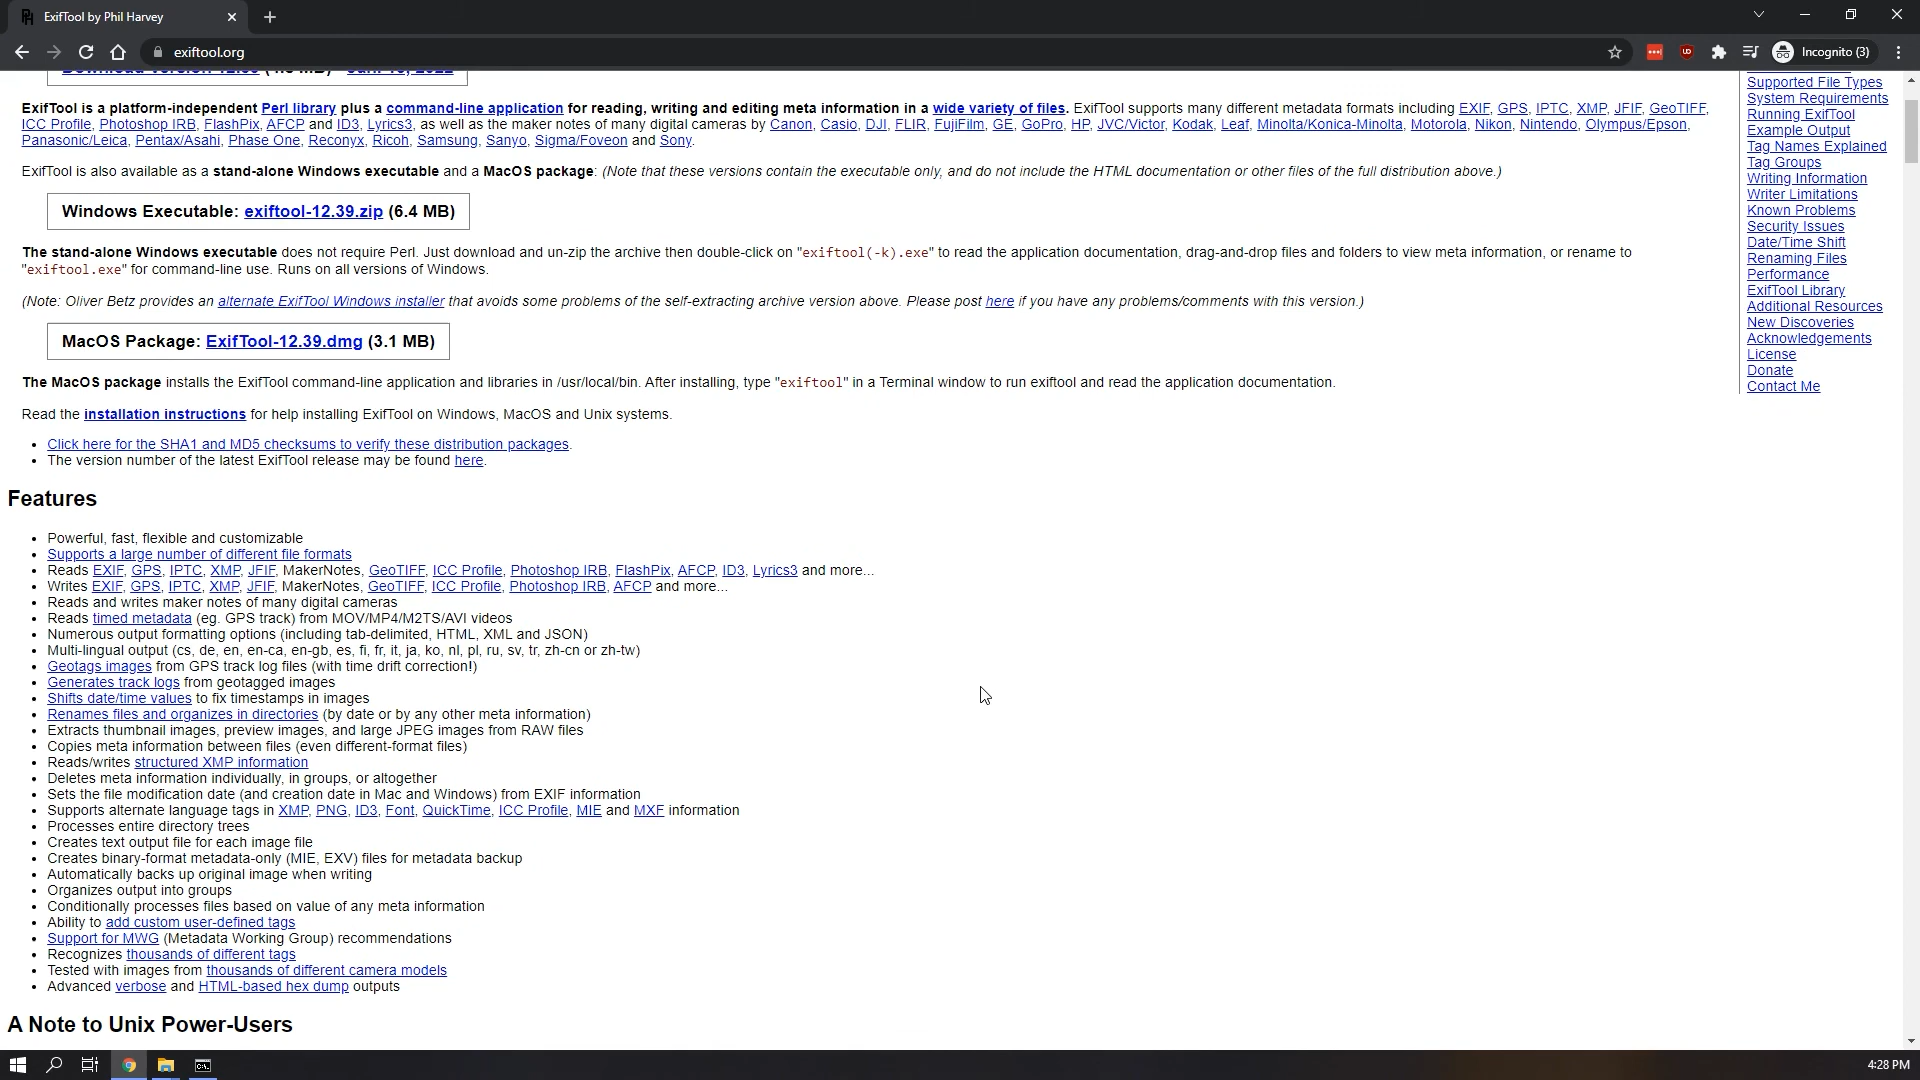 ExifTool by Phil Harvey
exiftool.org
Incognito (3)
Download Version 12.39 (4.8 MB) - Jan. 15, 2022
ExifTool is a platform-independent Perl library plus a command-line application for reading, writing and editing meta information in a wide variety of files. ExifTool supports many different metadata formats including EXIF, GPS, IPTC, XMP, JFIF, GeoTIFF,
ICC Profile, Photoshop IRB, FlashPix, AFCP and ID3, Lyrics3, as well as the maker notes of many digital cameras by Canon, Casio, DJI, FLIR, FujiFilm, GE, GoPro, HP, JVC/Victor, Kodak, Leaf, Minolta/Konica-Minolta, Motorola, Nikon, Nintendo, Olympus/Epson,
Panasonic/Leica, Pentax/Asahi, Phase One, Reconyx, Ricoh, Samsung, Sanyo, Sigma/Foveon and Sony.
ExifTool is also available as a stand-alone Windows executable and a MacOS package: (Note that these versions contain the executable only, and do not include the HTML documentation or other files of the full distribution above.)
Windows Executable: exiftool-12.39.zip (6.4 MB)
The stand-alone Windows executable does not require Perl. Just download and un-zip the archive then double-click on "exiftool(-k).exe" to read the application documentation, drag-and-drop files and folders to view meta information, or rename to
"exiftool.exe" for command-line use. Runs on all versions of Windows.
(Note: Oliver Betz provides an alternate ExifTool Windows installer that avoids some problems of the self-extracting archive version above. Please post here if you have any problems/comments with this version.)
MacOS Package: ExifTool-12.39.dmg (3.1 MB)
The MacOS package installs the ExifTool command-line application and libraries in /usr/local/bin. After installing, type "exiftool" in a Terminal window to run exiftool and read the application documentation.
Read the installation instructions for help installing ExifTool on Windows, MacOS and Unix systems.
• Click here for the SHA1 and MD5 checksums to verify these distribution packages.
• The version number of the latest ExifTool release may be found here.
Features
• Powerful, fast, flexible and customizable
• Supports a large number of different file formats
• Reads EXIF, GPS, IPTC, XMP, JFIF, MakerNotes, GeoTIFF, ICC Profile, Photoshop IRB, FlashPix, AFCP, ID3, Lyrics3 and more...
• Writes EXIF, GPS, IPTC, XMP, JFIF, MakerNotes, GeoTIFF, ICC Profile, Photoshop IRB, AFCP and more...
• Reads and writes maker notes of many digital cameras
• Reads timed metadata (eg. GPS track) from MOV/MP4/M2TS/AVI videos
• Numerous output formatting options (including tab-delimited, HTML, XML and JSON)
• Multi-lingual output (cs, de, en, en-ca, en-gb, es, fi, fr, it, ja, ko, nl, pl, ru, sv, tr, zh-cn or zh-tw)
• Geotags images from GPS track log files (with time drift correction!)
• Generates track logs from geotagged images
• Shifts date/time values to fix timestamps in images
• Renames files and organizes in directories (by date or by any other meta information)
• Extracts thumbnail images, preview images, and large JPEG images from RAW files
• Copies meta information between files (even different-format files)
• Reads/writes structured XMP information
• Deletes meta information individually, in groups, or altogether
• Sets the file modification date (and creation date in Mac and Windows) from EXIF information
• Supports alternate language tags in XMP, PNG, ID3, Font, QuickTime, ICC Profile, MIE and MXF information
• Processes entire directory trees
• Creates text output file for each image file
• Creates binary-format metadata-only (MIE, EXV) files for metadata backup
• Automatically backs up original image when writing
• Organizes output into groups
• Conditionally processes files based on value of any meta information
• Ability to add custom user-defined tags
• Support for MWG (Metadata Working Group) recommendations
• Recognizes thousands of different tags
• Tested with images from thousands of different camera models
• Advanced verbose and HTML-based hex dump outputs
A Note to Unix Power-Users
Supported File Types
System Requirements
Running ExifTool
Example Output
Tag Names Explained
Tag Groups
Writing Information
Writer Limitations
Known Problems
Security Issues
Date/Time Shift
Renaming Files
Performance
ExifTool Library
Additional Resources
New Discoveries
Acknowledgements
License
Donate
Contact Me
4:28 PM